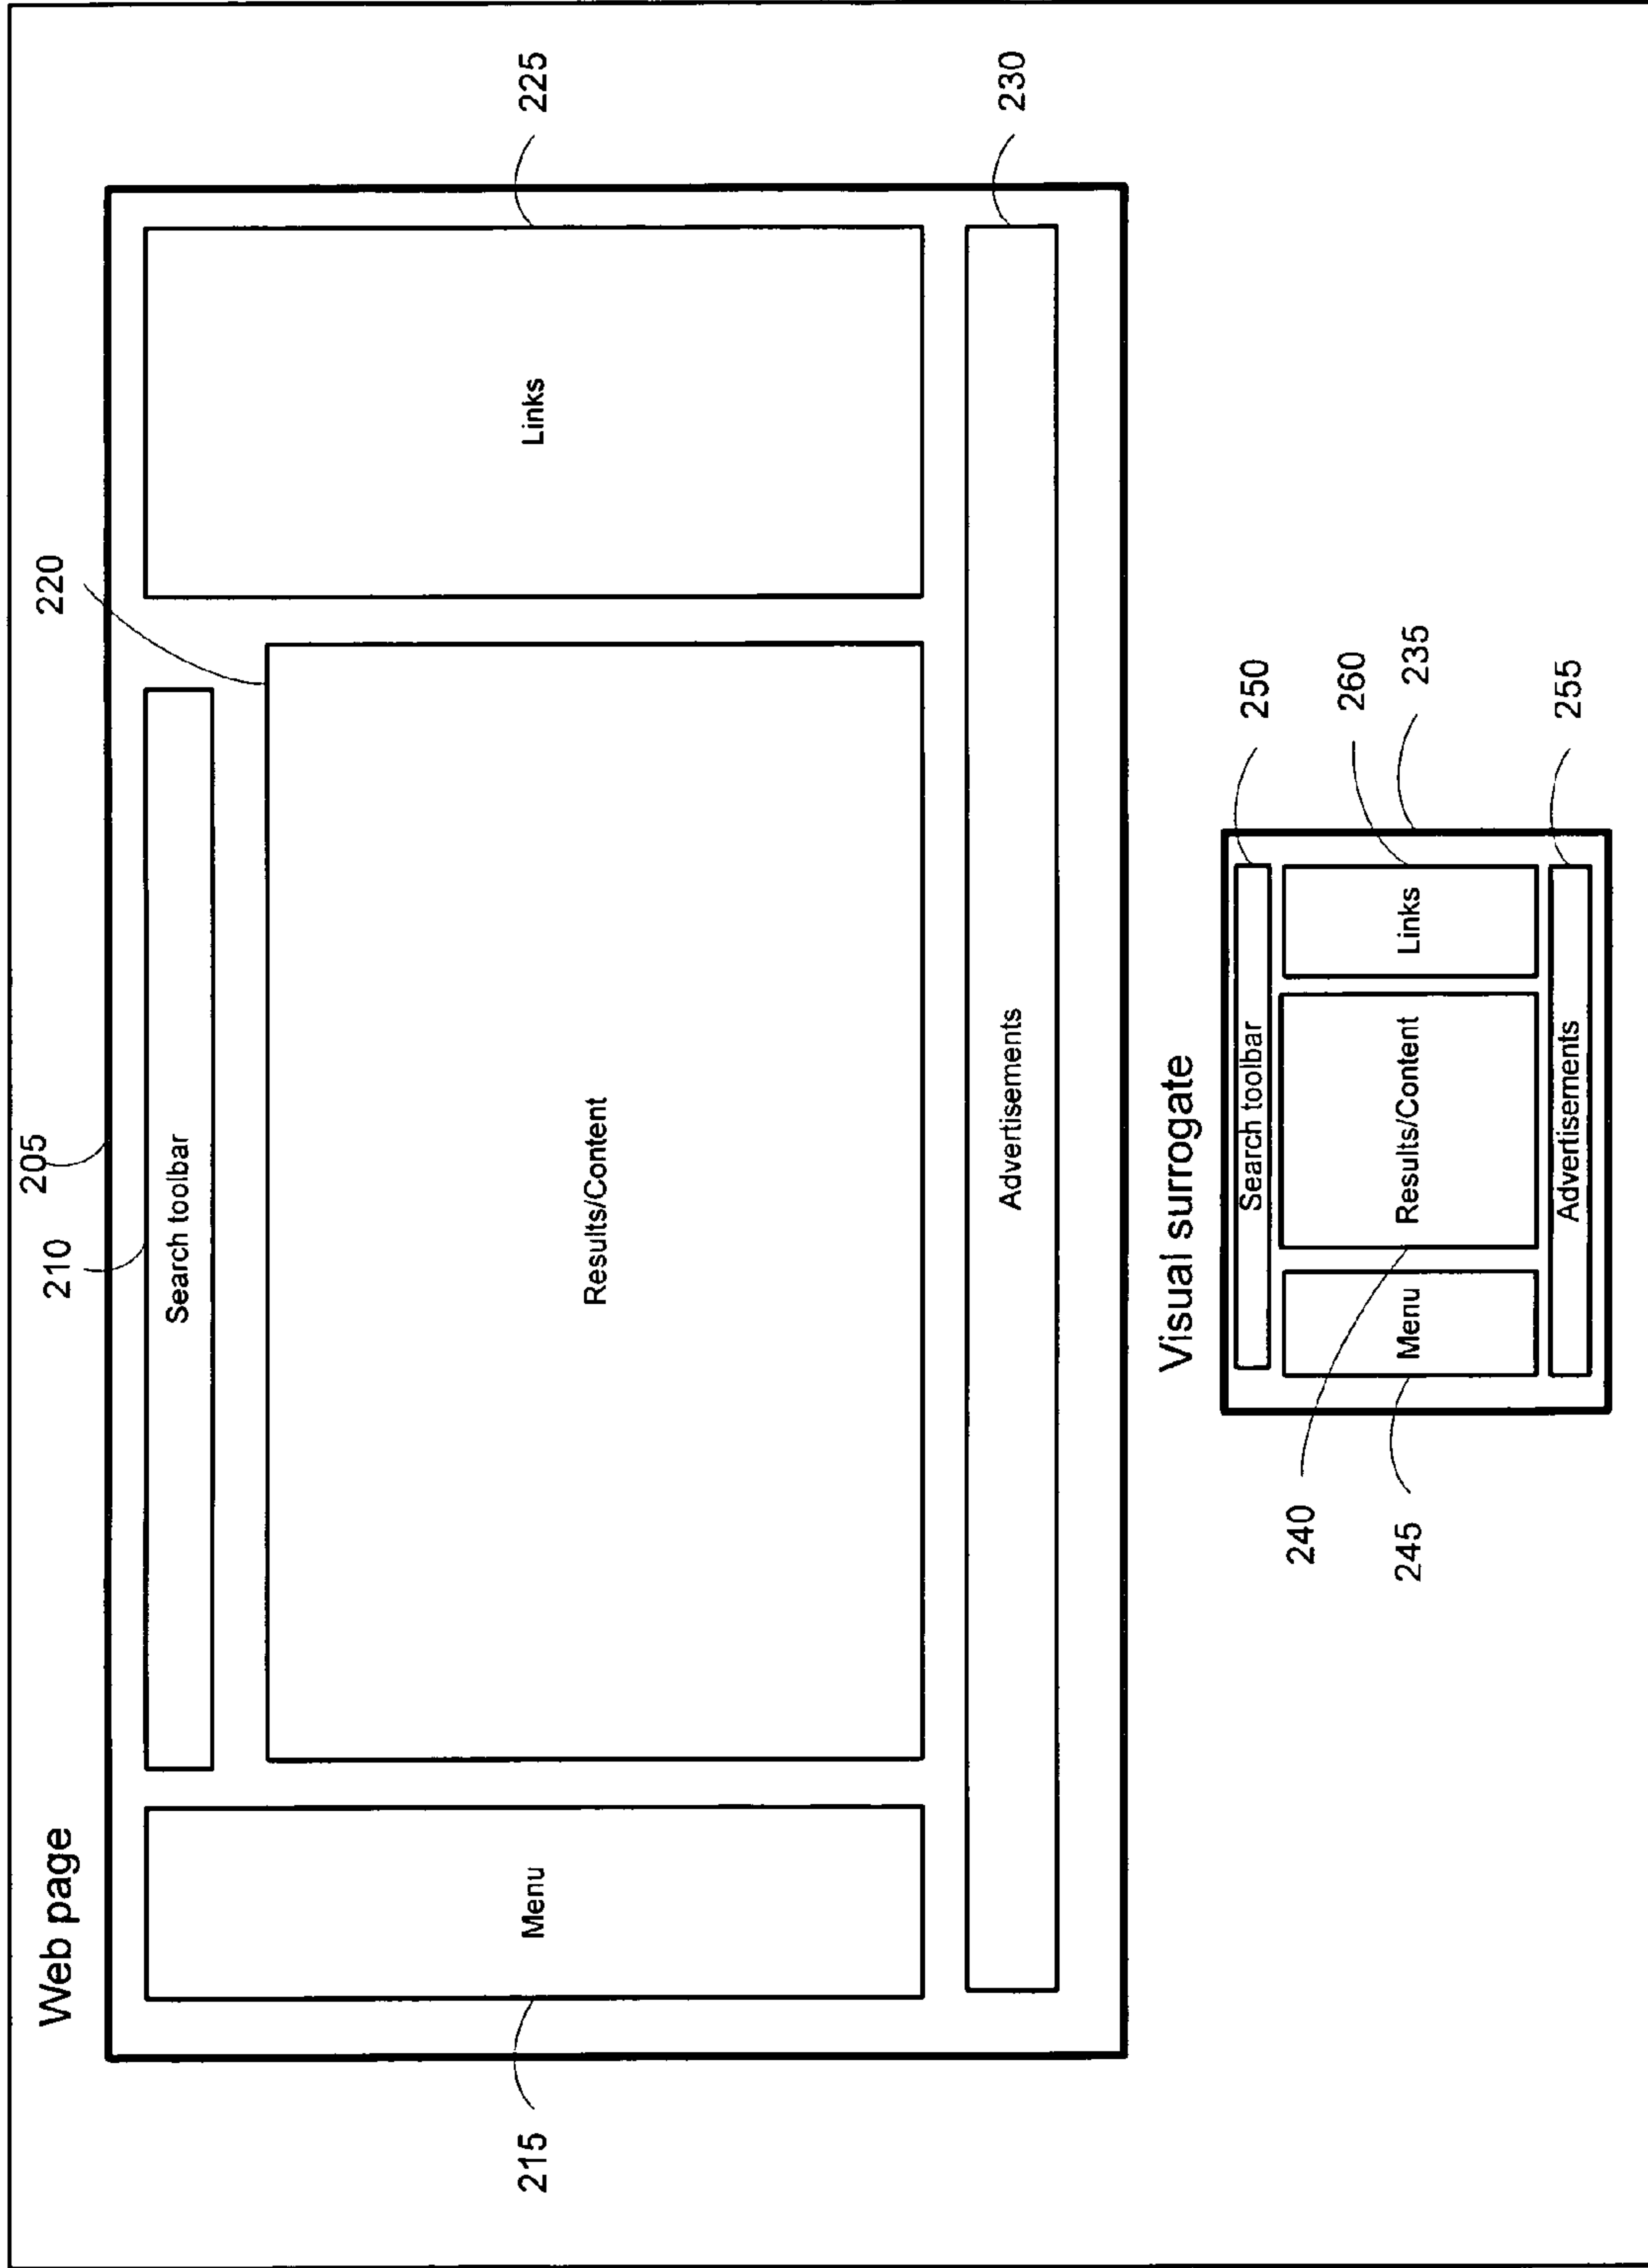 Web page
205
210
220
Search toolbar
Menu
Results/Content
Links
215
225
Advertisements
230
Visual surrogate
Search toolbar
250
Menu
Results/Content
Links
240
245
260
235
Advertisements
255